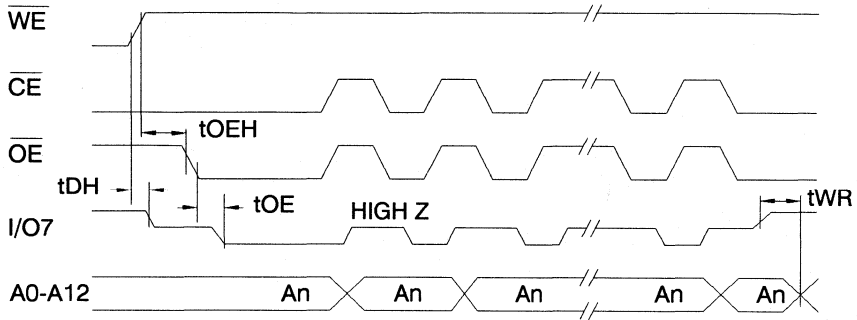 WE
CE
tOEH
OE
tDH
tOE
HIGH Z
tWR
I/O7
A0-A12 An An An An An